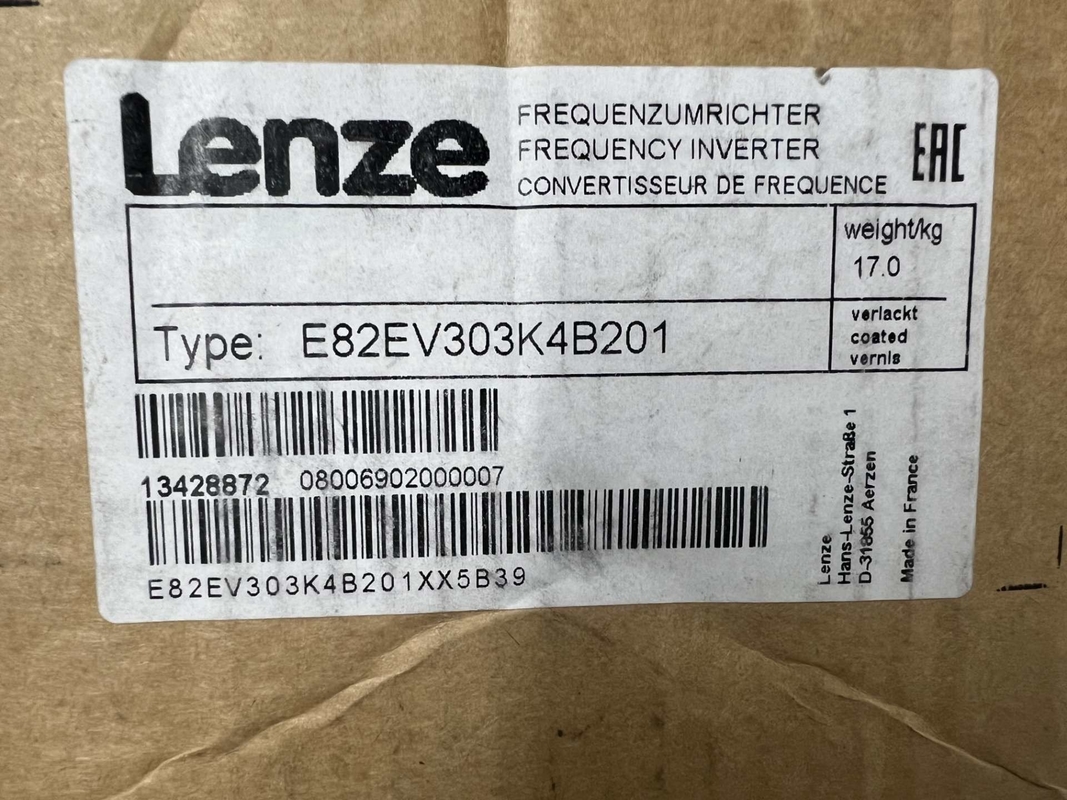 Lenze
FREQUENZUMRICHTER
FREQUENCY INVERTER
CONVERTISSEUR DE FREQUENCE
EAC
weight/kg
17.0
Type: E82EV303K4B201
verlackt
coated
vernis
13428872 08006902000007
E82EV303K4B201XX5B39
Lenze
Hans-Lenze-Straße 1
D-31855 Aerzen
Made in France